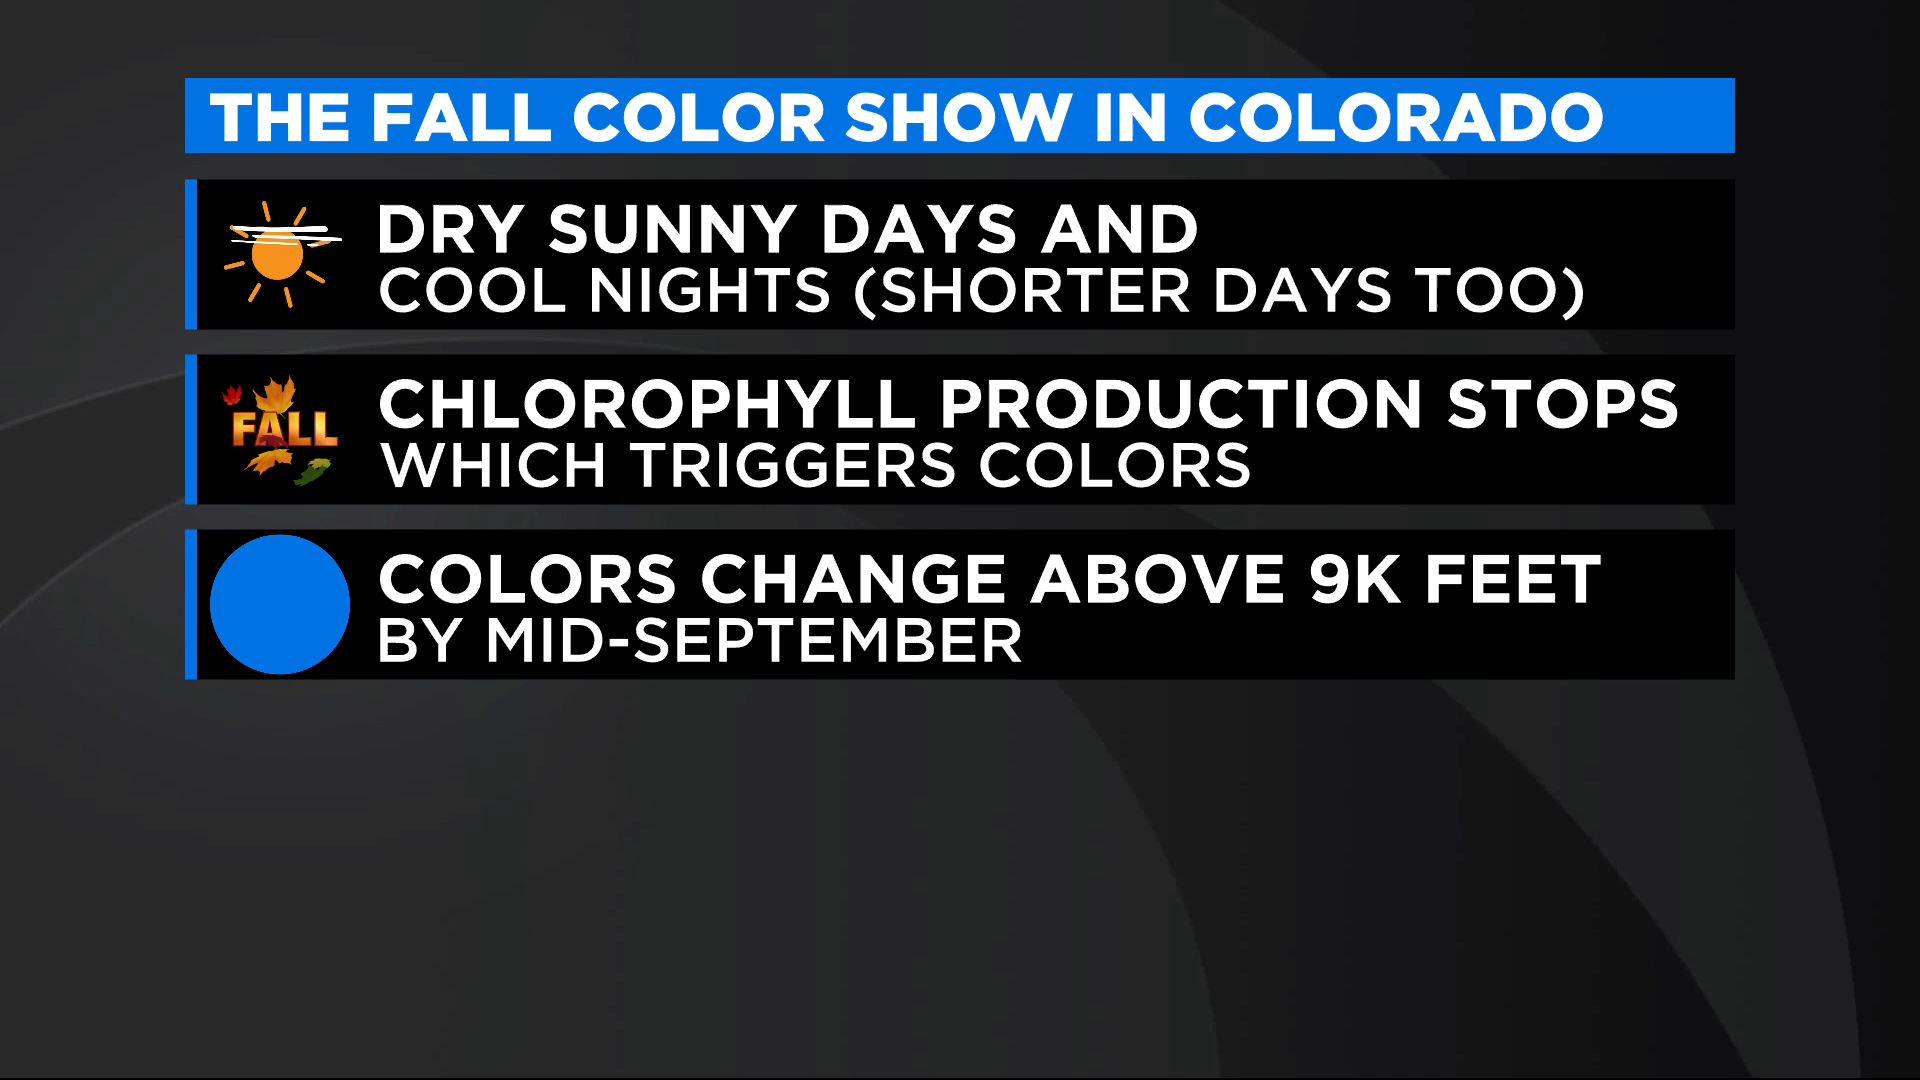 THE FALL COLOR SHOW IN COLORADO
DRY SUNNY DAYS AND
COOL NIGHTS (SHORTER DAYS TOO)
FALL
CHLOROPHYLL PRODUCTION STOPS
WHICH TRIGGERS COLORS
COLORS CHANGE ABOVE 9K FEET
BY MID-SEPTEMBER